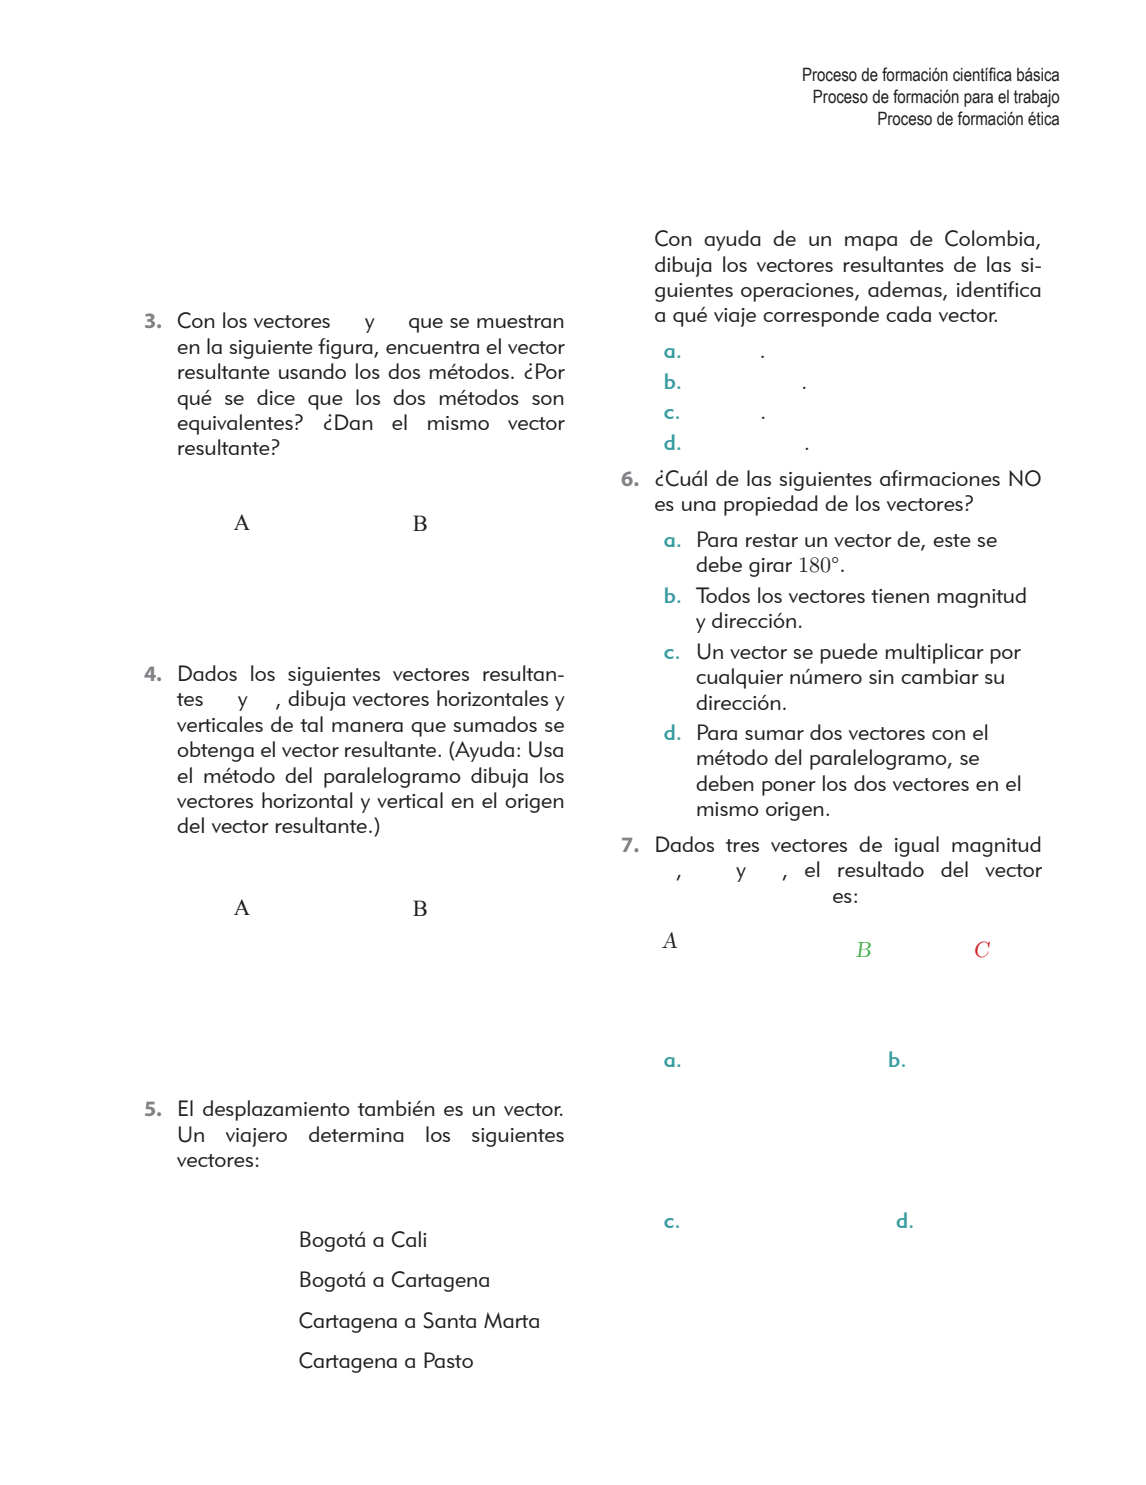 Proceso de formación científica básica
Proceso de formación para el trabajo
Proceso de formación ética
3. Con los vectores y que se muestran
en la siguiente figura, encuentra el vector
resultante usando los dos métodos. ¿Por
qué se dice que los dos métodos son
equivalentes? ¿Dan el mismo vector
resultante?
A B
4. Dados los siguientes vectores resultan-
tes y , dibuja vectores horizontales y
verticales de tal manera que sumados se
obtenga el vector resultante. (Ayuda: Usa
el método del paralelogramo dibuja los
vectores horizontal y vertical en el origen
del vector resultante.)
A B
5. El desplazamiento también es un vector.
Un viajero determina los siguientes
vectores:
Bogotá a Cali
Bogotá a Cartagena
Cartagena a Santa Marta
Cartagena a Pasto
Con ayuda de un mapa de Colombia,
dibuja los vectores resultantes de las si-
guientes operaciones, ademas, identifica
a qué viaje corresponde cada vector.
a. .
b. .
c. .
d. .
6. ¿Cuál de las siguientes afirmaciones NO
es una propiedad de los vectores?
a. Para restar un vector de, este se
debe girar 180°.
b. Todos los vectores tienen magnitud
y dirección.
c. Un vector se puede multiplicar por
cualquier número sin cambiar su
dirección.
d. Para sumar dos vectores con el
método del paralelogramo, se
deben poner los dos vectores en el
mismo origen.
7. Dados tres vectores de igual magnitud
, y , el resultado del vector
es:
A B C
a. b.
c. d.